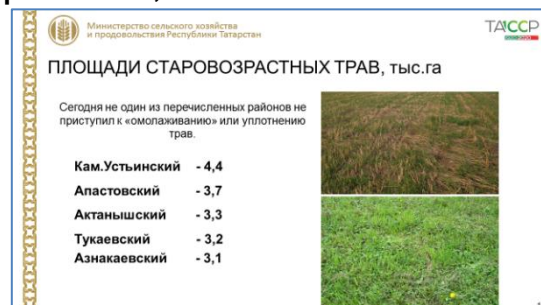 Министерство сельского хозяйства
и продовольствия Республики Татарстан
ТАССР
ПЛОЩАДИ СТАРОВОЗРАСТНЫХ ТРАВ, тыс.га
Сегодня не один из перечисленных районов не
приступил к «омолаживанию» или уплотнению
трав.
Кам.Устьинский - 4,4
Апастовский - 3,7
Актанышский - 3,3
Тукаевский - 3,2
Азнакаевский - 3,1